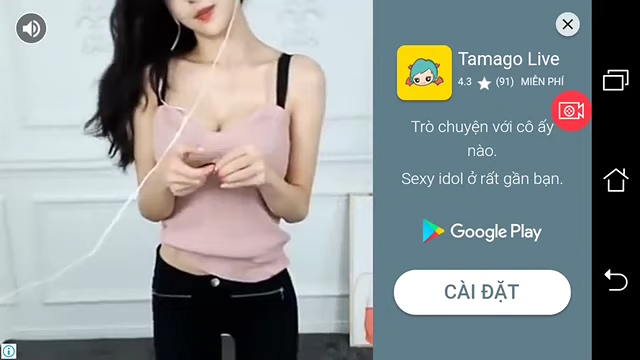 Tamago Live
4.3 ★ (91) MIỄN PHÍ
Trò chuyện với cô ấy
nào.
Sexy idol ở rất gần bạn.
Google Play
CÀI ĐẶT